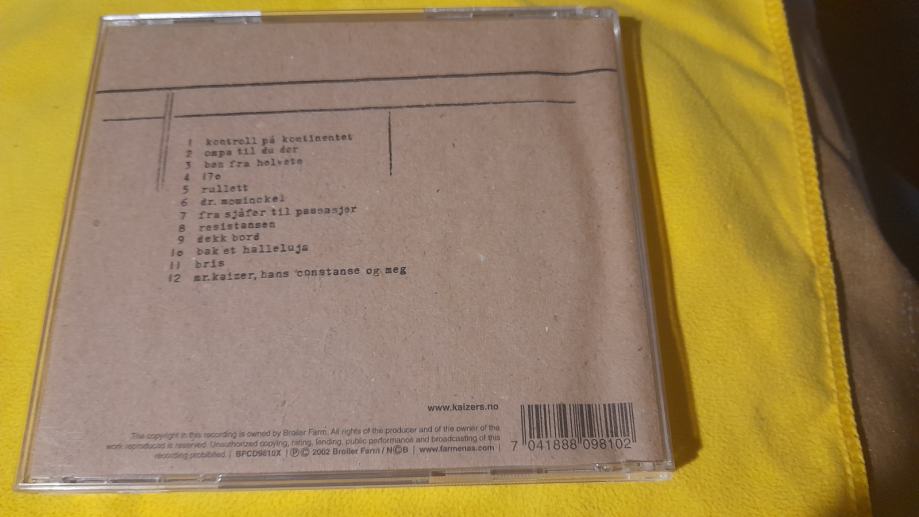 1 kontroll på kontinentet
2 ompa til du dør
3 bøn fra helvete
4 170
5 rullett
6 dr. mowinckel
7 fra sjåfør til passasjør
8 resistansen
9 dekk bord
10 bak et halleluja
11 bris
12 mr.kaizer, hans constanse og meg
www.kaizers.no
The copyright in this recording is owned by Broiler Farm. All rights of the producer and of the owner of the
work reproduced is reserved. Unauthorized copying, hiring, lending, public performance and broadcasting of this
recording prohibited. | BFCD9810X | ℗© 2002 Broiler Farm / N©B | www.farmenas.com |
7 041888 098102